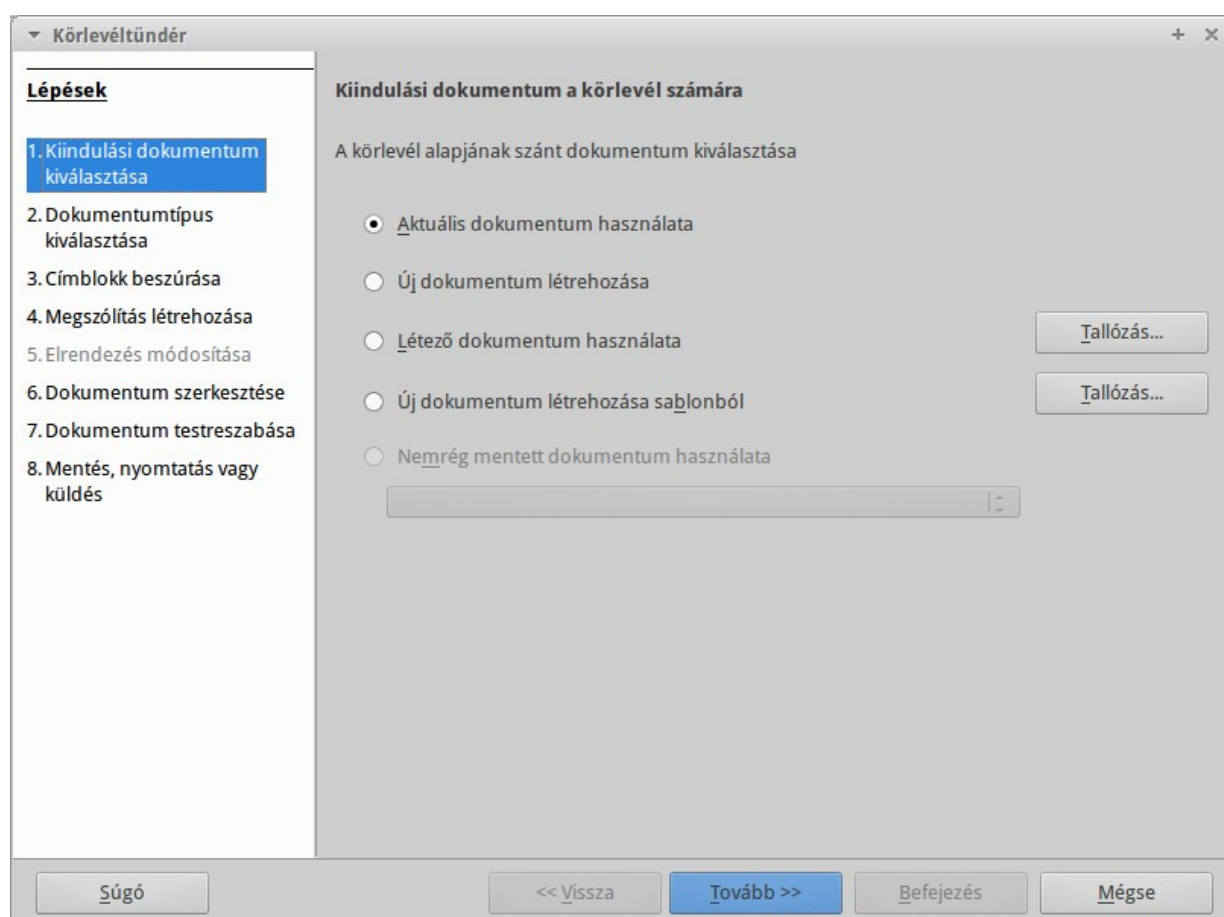 Körlevéltündér
Lépések
1. Kiindulási dokumentum
kiválasztása
2. Dokumentumtípus
kiválasztása
3. Címblokk beszúrása
4. Megszólítás létrehozása
5. Elrendezés módosítása
6. Dokumentum szerkesztése
7. Dokumentum testreszabása
8. Mentés, nyomtatás vagy
küldés
Kiindulási dokumentum a körlevél számára
A körlevél alapjának szánt dokumentum kiválasztása
Aktuális dokumentum használata
Új dokumentum létrehozása
Létező dokumentum használata
Tallózás...
Új dokumentum létrehozása sablonból
Tallózás...
Nemrég mentett dokumentum használata
Súgó
<< Vissza
Tovább >>
Befejezés
Mégse